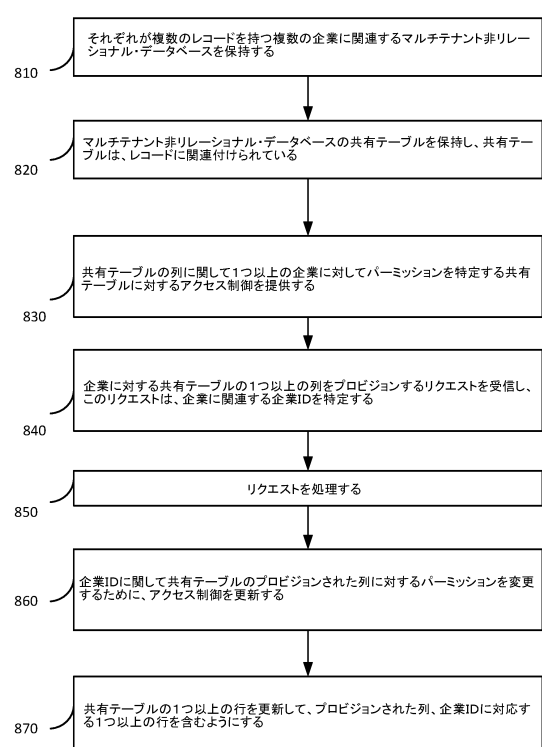 それぞれが複数のレコードを持つ複数の企業に関連するマルチテナント非リレー
ショナル・データベースを保持する
810
マルチテナント非リレーショナル・データベースの共有テーブルを保持し、共有テー
ブルは、レコードに関連付けられている
820
共有テーブルの列に関して1つ以上の企業に対してパーミッションを特定する共有
テーブルに対するアクセス制御を提供する
830
企業に対する共有テーブルの1つ以上の列をプロビジョンするリクエストを受信し、
このリクエストは、企業に関連する企業IDを特定する
840
リクエストを処理する
850
企業IDに関して共有テーブルのプロビジョンされた列に対するパーミッションを変更
するために、アクセス制御を更新する
860
共有テーブルの1つ以上の行を更新して、プロビジョンされた列、企業IDに対応す
る1つ以上の行を含むようにする
870